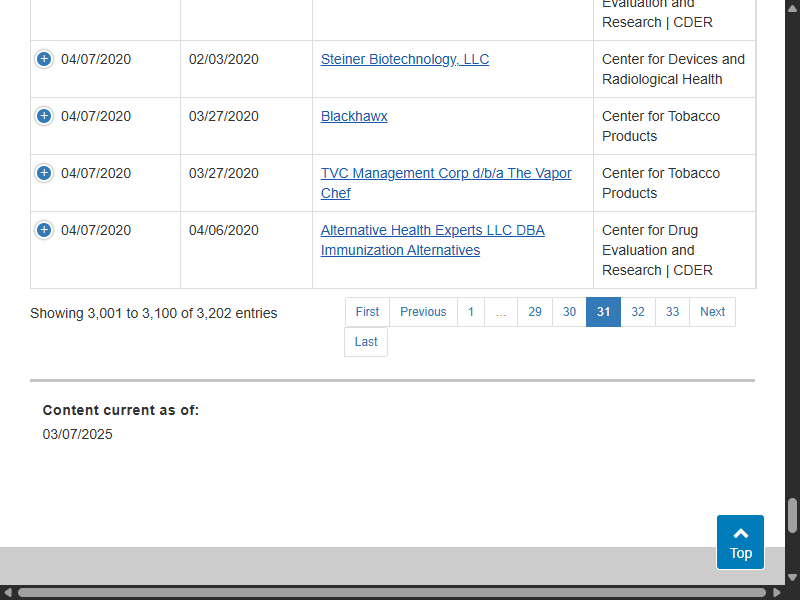 Evaluation and
Research | CDER
04/07/2020 02/03/2020 Steiner Biotechnology, LLC Center for Devices and
Radiological Health
04/07/2020 03/27/2020 Blackhawx Center for Tobacco
Products
04/07/2020 03/27/2020 TVC Management Corp d/b/a The Vapor Center for Tobacco
Chef Products
04/07/2020 04/06/2020 Alternative Health Experts LLC DBA Center for Drug
Immunization Alternatives Evaluation and
Research | CDER
Showing 3,001 to 3,100 of 3,202 entries First Previous 1 ... 29 30 31 32 33 Next
Last
Content current as of:
03/07/2025
Top